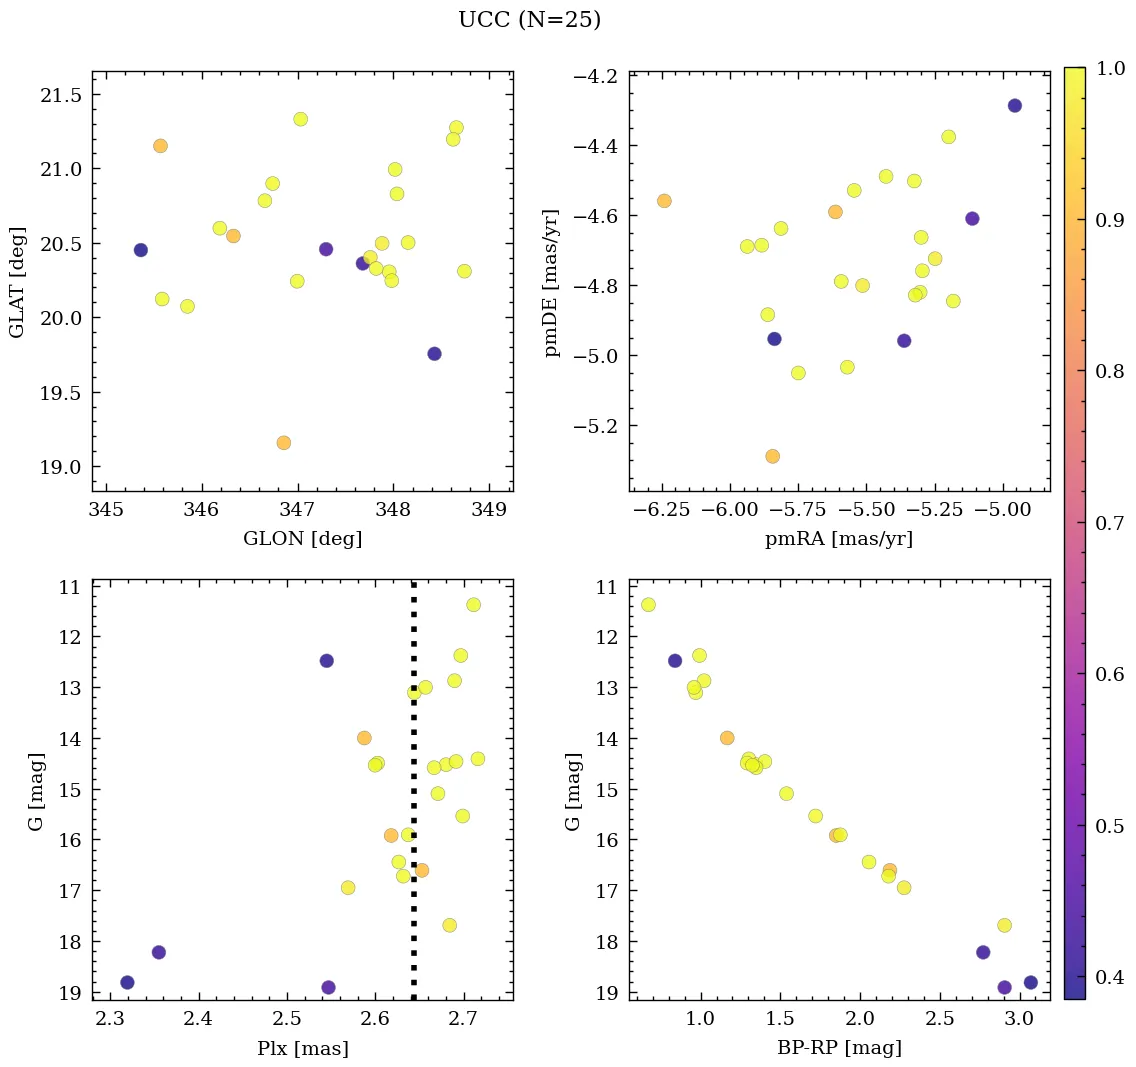 UCC (N=25)
21.5
21.0
20.5
20.0
19.5
19.0
GLAT [deg]
345 346 347 348 349
GLON [deg]
−4.2
−4.4
−4.6
−4.8
−5.0
−5.2
pmDE [mas/yr]
−6.25 −6.00 −5.75 −5.50 −5.25 −5.00
pmRA [mas/yr]
11
12
13
14
15
16
17
18
19
G [mag]
2.3 2.4 2.5 2.6 2.7
Plx [mas]
11
12
13
14
15
16
17
18
19
G [mag]
1.0 1.5 2.0 2.5 3.0
BP-RP [mag]
1.0
0.9
0.8
0.7
0.6
0.5
0.4